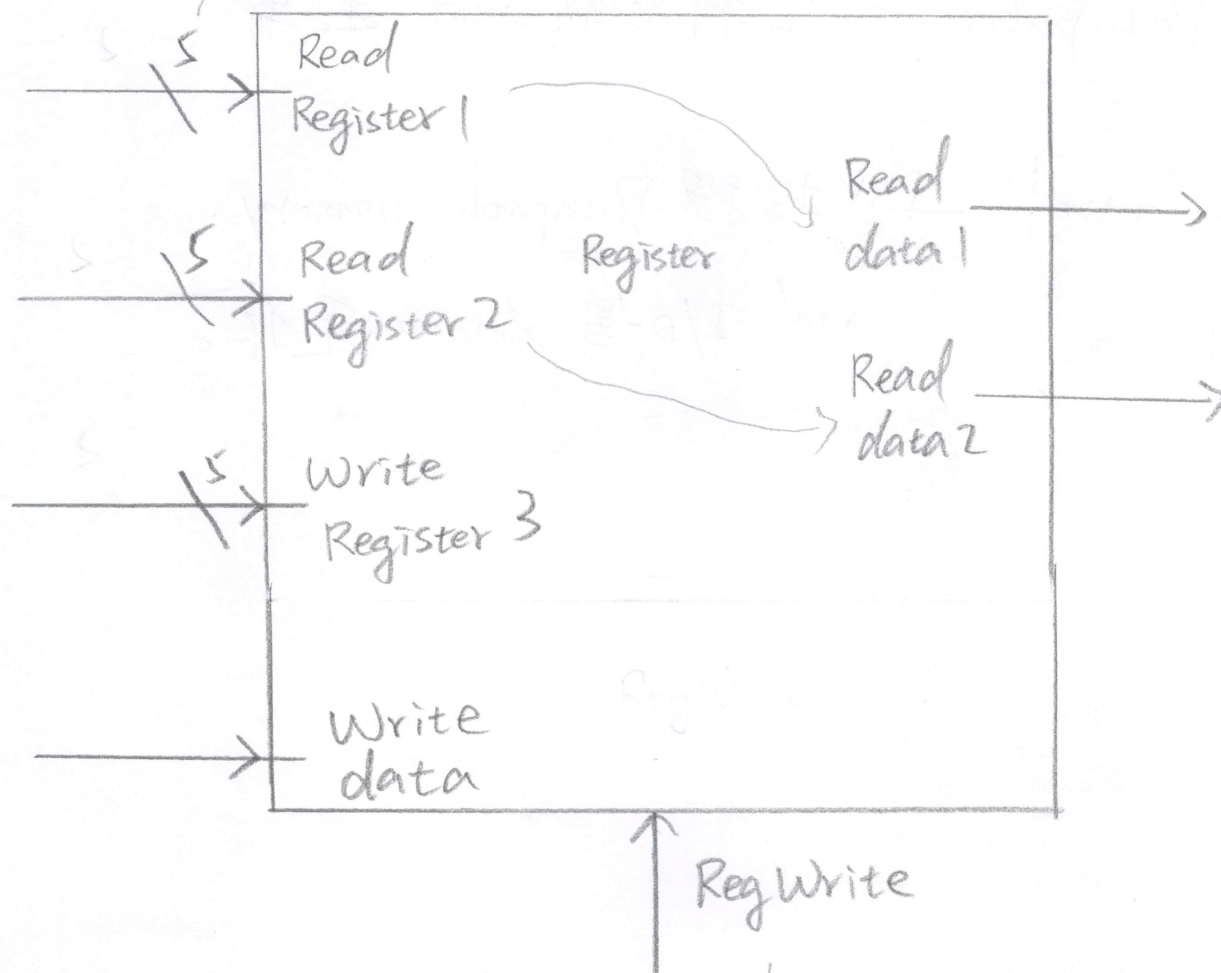 5
Read
Register 1
5
Read
Register 2
Register
Read
data 1
Read
data 2
5
Write
Register 3
Write
data
RegWrite